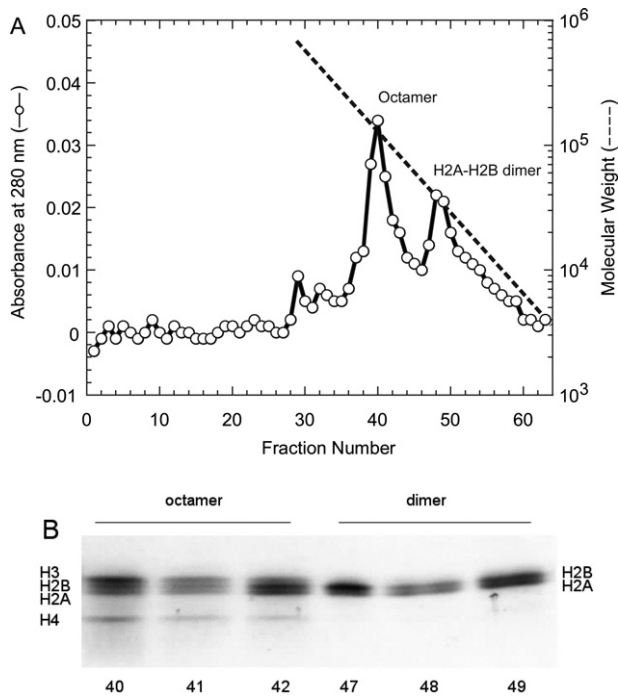 A
0.05
0.04
0.03
0.02
0.01
0
-0.01
Absorbance at 280 nm (—o—)
10^6
10^5
10^4
10^3
Molecular Weight (----)
Octamer
H2A-H2B dimer
0 10 20 30 40 50 60
Fraction Number
B
octamer dimer
H3
H2B
H2A
H4
H2B
H2A
40 41 42 47 48 49